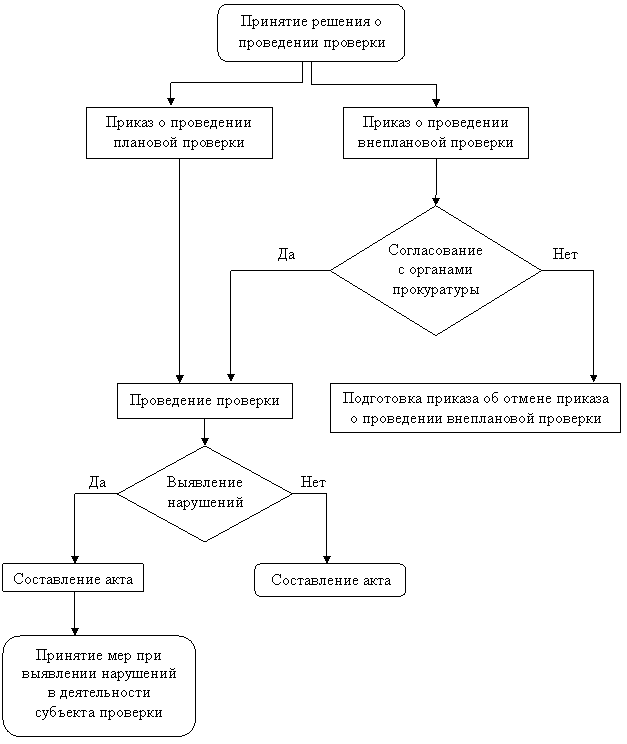 Принятие решения о
проведении проверки
Приказ о проведении
плановой проверки
Приказ о проведении
внеплановой проверки
Да
Согласование
с органами
прокуратуры
Нет
Проведение проверки
Подготовка приказа об отмене приказа
о проведении внеплановой проверки
Да
Выявление
нарушений
Нет
Составление акта
Составление акта
Принятие мер при
выявлении нарушений
в деятельности
субъекта проверки